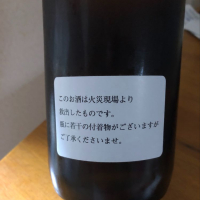 このお酒は火災現場より
救出したものです。
瓶に若干の付着物がございますが
ご了承くださいませ。